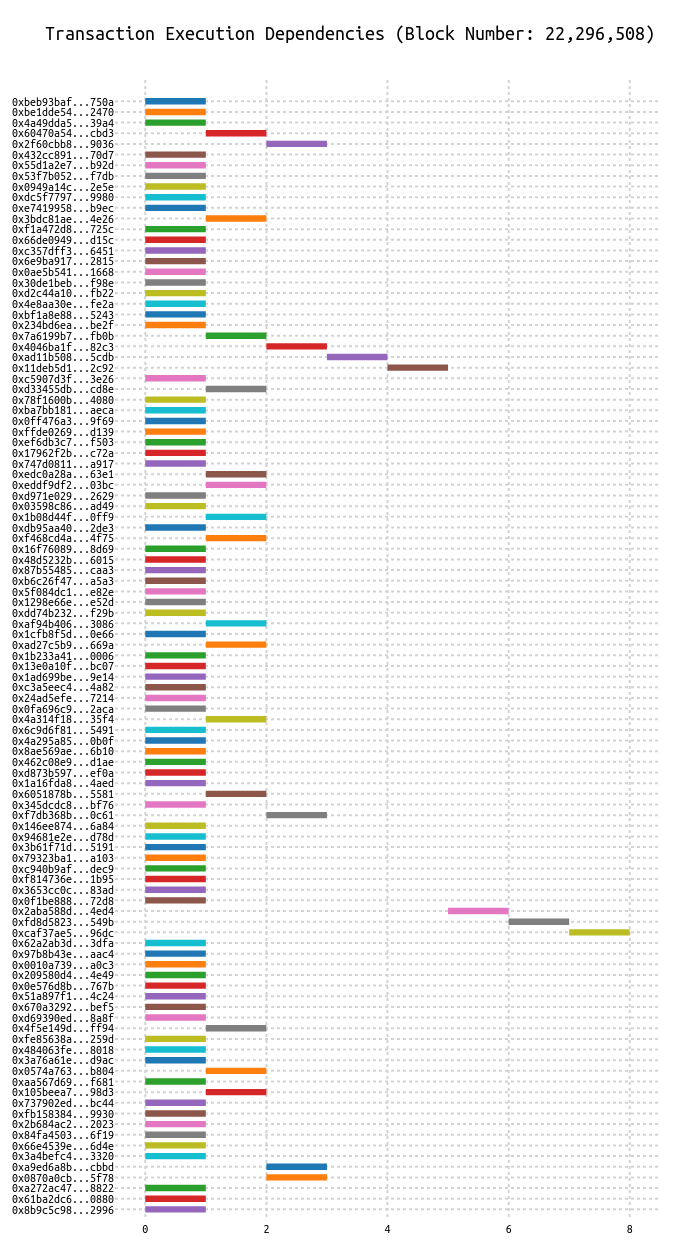 Transaction Execution Dependencies (Block Number: 22,296,508)
0xbeb93baf...750a
0xbe1dde54...2470
0x4a49dda5...39a4
0x60470a54...cbd3
0x2f60cbb8...9036
0x432cc891...70d7
0x55d1a2e7...b92d
0x53f7b052...f7db
0x0949a14c...2e5e
0xdc5f7797...9980
0xe7419958...b9ec
0x3bdc81ae...4e26
0xf1a472d8...725c
0x66de0949...d15c
0xc357dff3...6451
0x6e9ba917...2815
0x0ae5b541...1668
0x30de1beb...f98e
0xd2c44a10...fb22
0x4e8aa30e...fe2a
0xbf1a8e88...5243
0x234bd6ea...be2f
0x7a6199b7...fb0b
0x4046ba1f...82c3
0xad11b508...5cdb
0x11deb5d1...2c92
0xc5907d3f...3e26
0xd33455db...cd8e
0x78f1600b...4080
0xba7bb181...aeca
0x0ff476a3...9f69
0xffde0269...d139
0xef6db3c7...f503
0x17962f2b...c72a
0x747d0811...a917
0xedc0a28a...63e1
0xeddf9df2...03bc
0xd971e029...2629
0x03598c86...ad49
0x1b08d44f...0ff9
0xdb95aa40...2de3
0xf468cd4a...4f75
0x16f76089...8d69
0x48d5232b...6015
0x87b55485...caa3
0xb6c26f47...a5a3
0x5f084dc1...e82e
0x1298e66e...e52d
0xdd74b232...f29b
0xaf94b406...3086
0x1cfb8f5d...0e66
0xad27c5b9...669a
0x1b233a41...0006
0x13e0a10f...bc07
0x1ad699be...9e14
0xc3a5eec4...4a82
0x24ad5efe...7214
0x0fa696c9...2aca
0x4a314f18...35f4
0x6c9d6f81...5491
0x4a295a85...0b0f
0x8ae569ae...6b10
0x462c08e9...d1ae
0xd873b597...ef0a
0x1a16fda8...4aed
0x6051878b...5581
0x345dcdc8...bf76
0xf7db368b...0c61
0x146ee874...6a84
0x94681e2e...d78d
0x3b61f71d...5191
0x79323ba1...a103
0xc940b9af...dec9
0xf814736e...1b95
0x3653cc0c...83ad
0x0f1be888...72d8
0x2aba588d...4ed4
0xfd8d5823...549b
0xcaf37ae5...96dc
0x62a2ab3d...3dfa
0x97b8b43e...aac4
0x0010a739...a0c3
0x209580d4...4e49
0x0e576d8b...767b
0x51a897f1...4c24
0x670a3292...bef5
0xd69390ed...8a8f
0x4f5e149d...ff94
0xfe85638a...259d
0x484063fe...8018
0x3a76a61e...d9ac
0x0574a763...b804
0xaa567d69...f681
0x105beea7...98d3
0x737902ed...bc44
0xfb158384...9930
0x2b684ac2...2023
0x84fa4503...6f19
0x66e4539e...6d4e
0x3a4befc4...3320
0xa9ed6a8b...cbbd
0x0870a0cb...5f78
0xa272ac47...8822
0x61ba2dc6...0880
0x8b9c5c98...2996
0 2 4 6 8